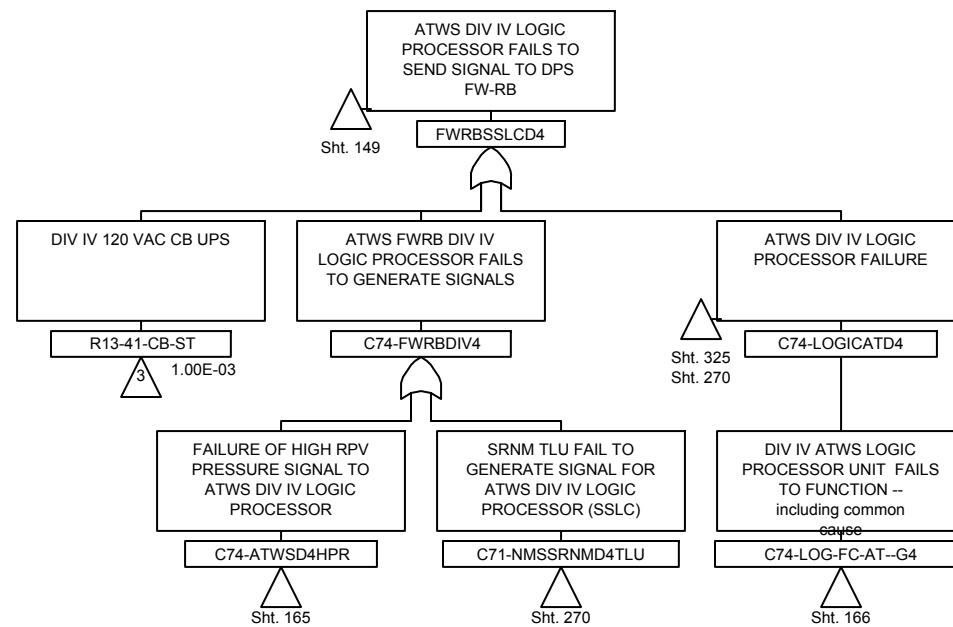 ATWS DIV IV LOGIC
PROCESSOR FAILS TO
SEND SIGNAL TO DPS
FW-RB
Sht. 149
FWRBSSLCD4
DIV IV 120 VAC CB UPS
R13-41-CB-ST
3
1.00E-03
ATWS FWRB DIV IV
LOGIC PROCESSOR FAILS
TO GENERATE SIGNALS
C74-FWRBDIV4
ATWS DIV IV LOGIC
PROCESSOR FAILURE
Sht. 325
Sht. 270
C74-LOGICATD4
FAILURE OF HIGH RPV
PRESSURE SIGNAL TO
ATWS DIV IV LOGIC
PROCESSOR
C74-ATWSD4HPR
Sht. 165
SRNM TLU FAIL TO
GENERATE SIGNAL FOR
ATWS DIV IV LOGIC
PROCESSOR (SSLC)
C71-NMSSRNMD4TLU
Sht. 270
DIV IV ATWS LOGIC
PROCESSOR UNIT FAILS
TO FUNCTION --
including common
cause
C74-LOG-FC-AT--G4
Sht. 166